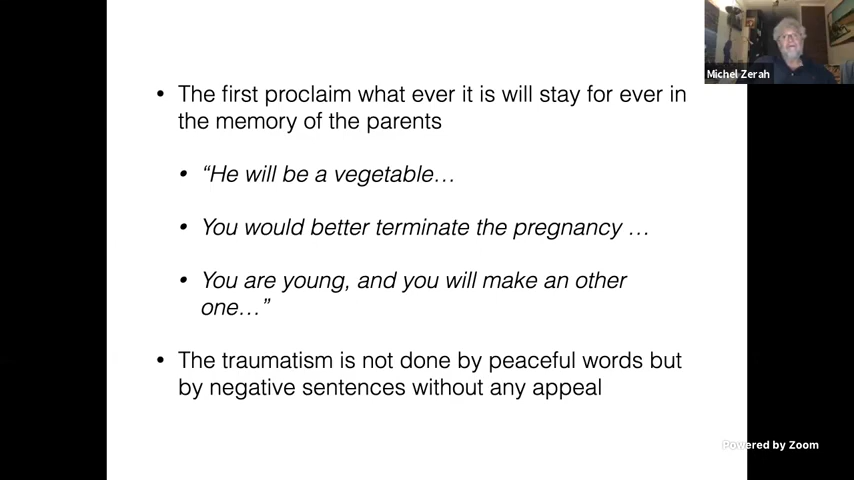 • The first proclaim what ever it is will stay for ever in
the memory of the parents
• “He will be a vegetable…
• You would better terminate the pregnancy …
• You are young, and you will make an other
one…”
• The traumatism is not done by peaceful words but
by negative sentences without any appeal
Michel Zerah
Powered by Zoom